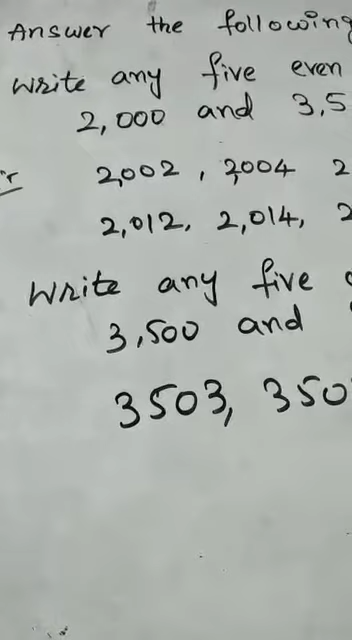 Answer the following
Write any five even
2,000 and 3,5
2,002, 2,004 2
2,012, 2,014, 2
Write any five
3,500 and
3503, 350